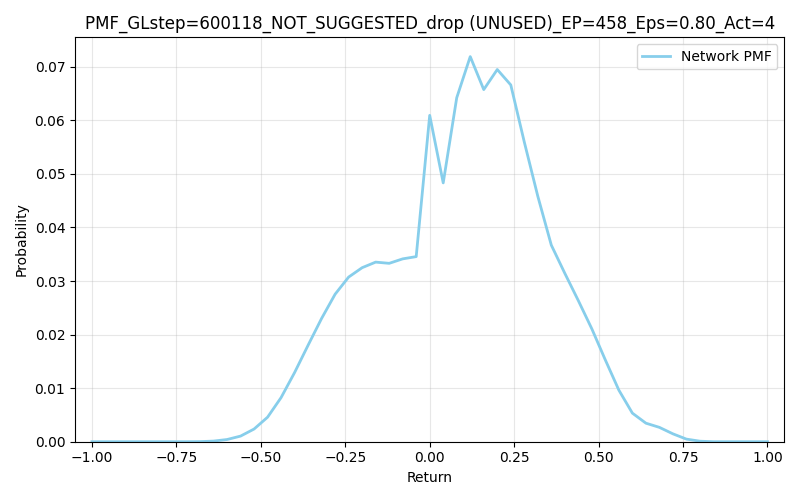 PMF_GLstep=600118_NOT_SUGGESTED_drop (UNUSED)_EP=458_Eps=0.80_Act=4
Network PMF
Probability
0.07
0.06
0.05
0.04
0.03
0.02
0.01
0.00
−1.00 −0.75 −0.50 −0.25 0.00 0.25 0.50 0.75 1.00
Return